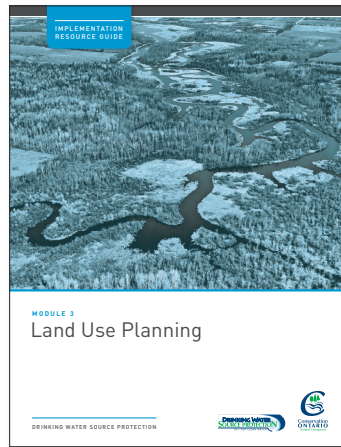 IMPLEMENTATION
RESOURCE GUIDE
MODULE 3
Land Use Planning
DRINKING WATER SOURCE PROTECTION
DRINKING WATER
SOURCE PROTECTION
Conservation
ONTARIO